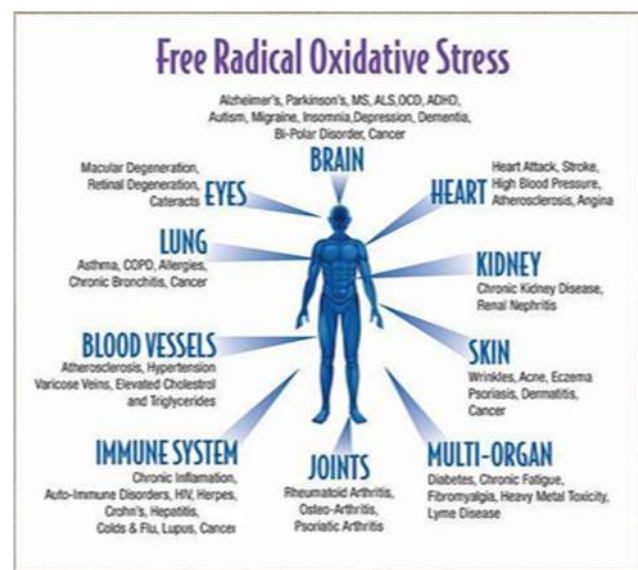 Free Radical Oxidative Stress
Alzheimer's, Parkinson's, MS, ALS,OCD, ADHD,
Autism, Migraine, Insomnia,Depression, Dementia,
Bi-Polar Disorder, Cancer
BRAIN
Macular Degeneration,
Retinal Degeneration,
Cateracts
EYES
HEART
Heart Attack, Stroke,
High Blood Pressure,
Atherosclerosis, Angina
LUNG
Asthma, COPD, Allergies,
Chronic Bronchitis, Cancer
KIDNEY
Chronic Kidney Disease,
Renal Nephritis
BLOOD VESSELS
Atherosclerosis, Hypertension
Varicose Veins, Elevated Cholestrol
and Triglycerides
SKIN
Wrinkles, Acne, Eczema
Psoriasis, Dermatitis,
Cancer
IMMUNE SYSTEM
Chronic Inflamation,
Auto-Immune Disorders, HIV, Herpes,
Crohn's, Hepatitis,
Colds & Flu, Lupus, Cancer
JOINTS
Rheumatoid Arthritis,
Osteo-Arthritis,
Psoriatic Arthritis
MULTI-ORGAN
Diabetes, Chronic Fatigue,
Fibromyalgia, Heavy Metal Toxicity,
Lyme Disease